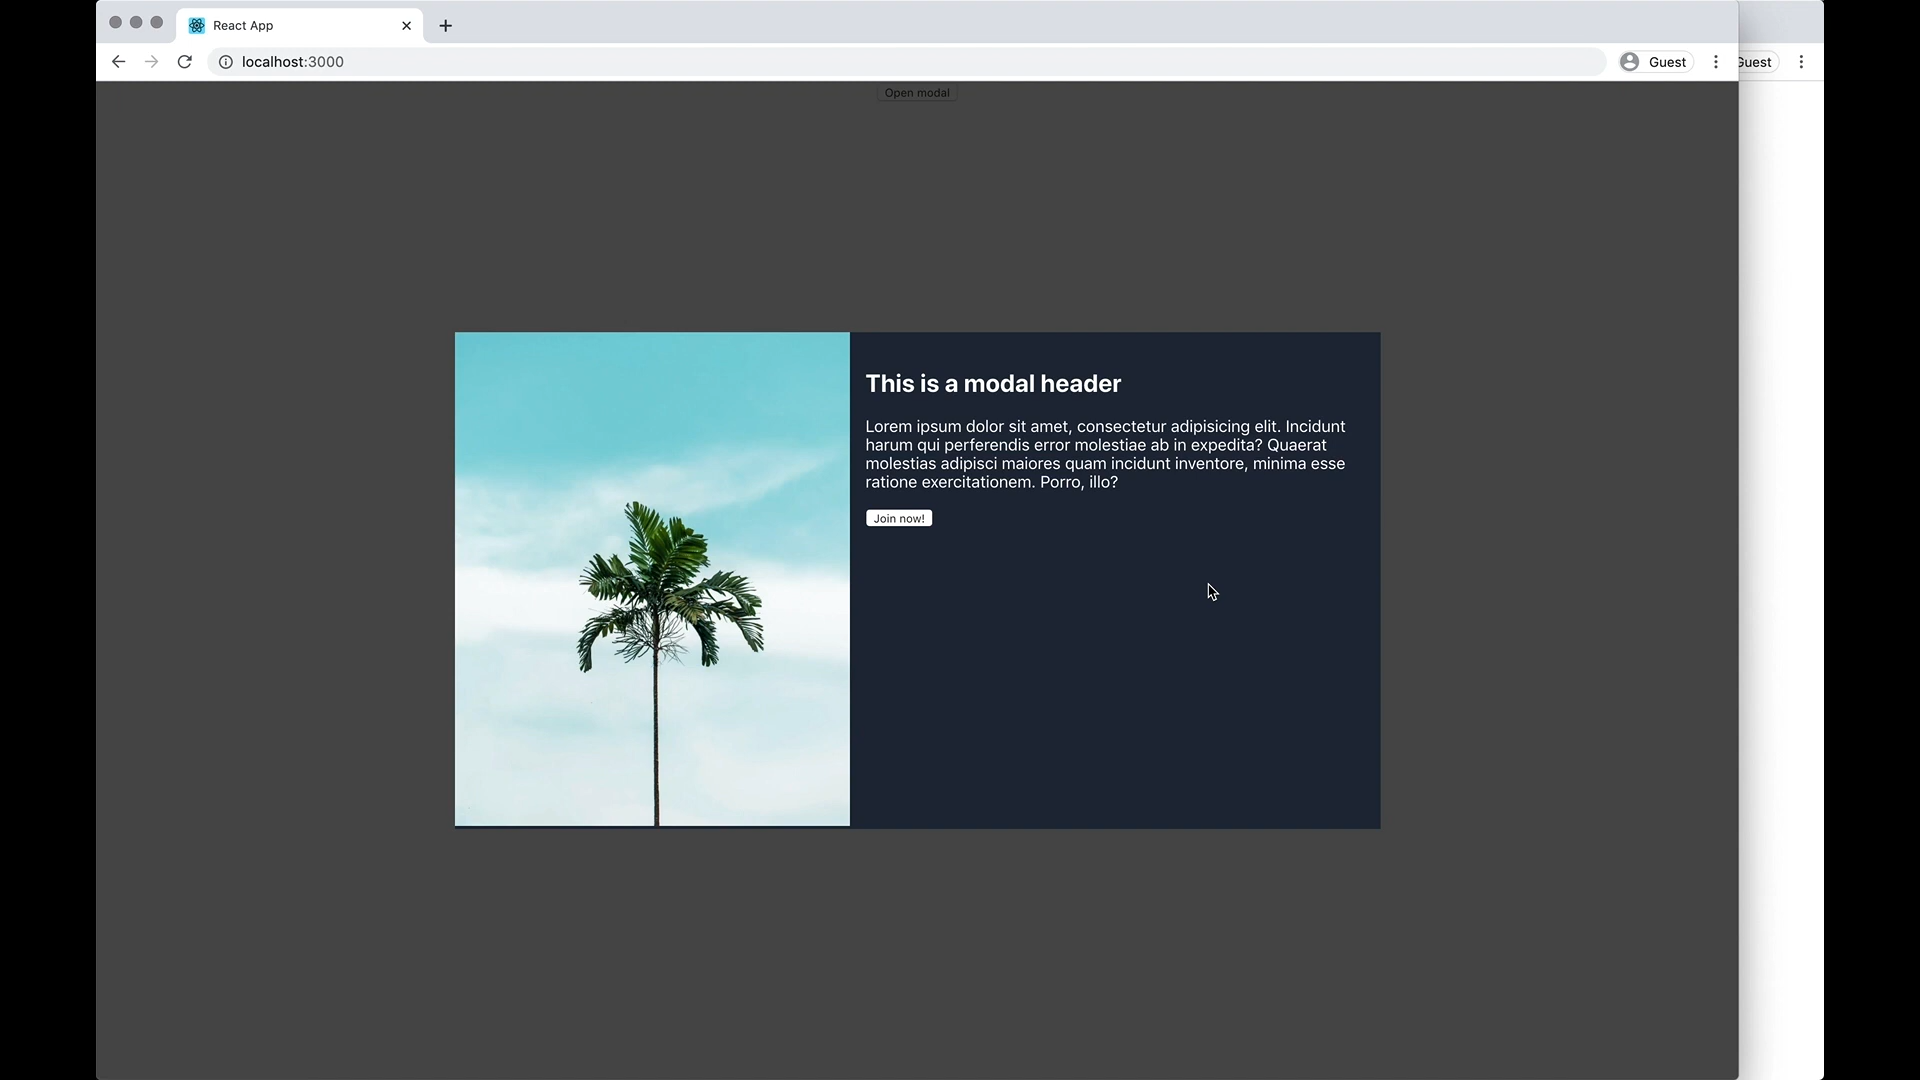 React App
localhost:3000
Guest
Guest
Open modal
This is a modal header
Lorem ipsum dolor sit amet, consectetur adipisicing elit. Incidunt
harum qui perferendis error molestiae ab in expedita? Quaerat
molestias adipisci maiores quam incidunt inventore, minima esse
ratione exercitationem. Porro, illo?
Join now!